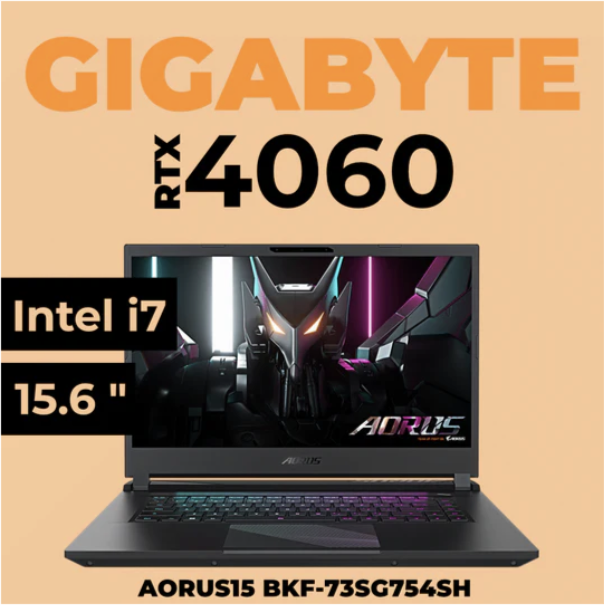 GIGABYTE
RTX 4060
Intel i7
15.6 "
AORUS
AORUS
AORUS15 BKF-73SG754SH